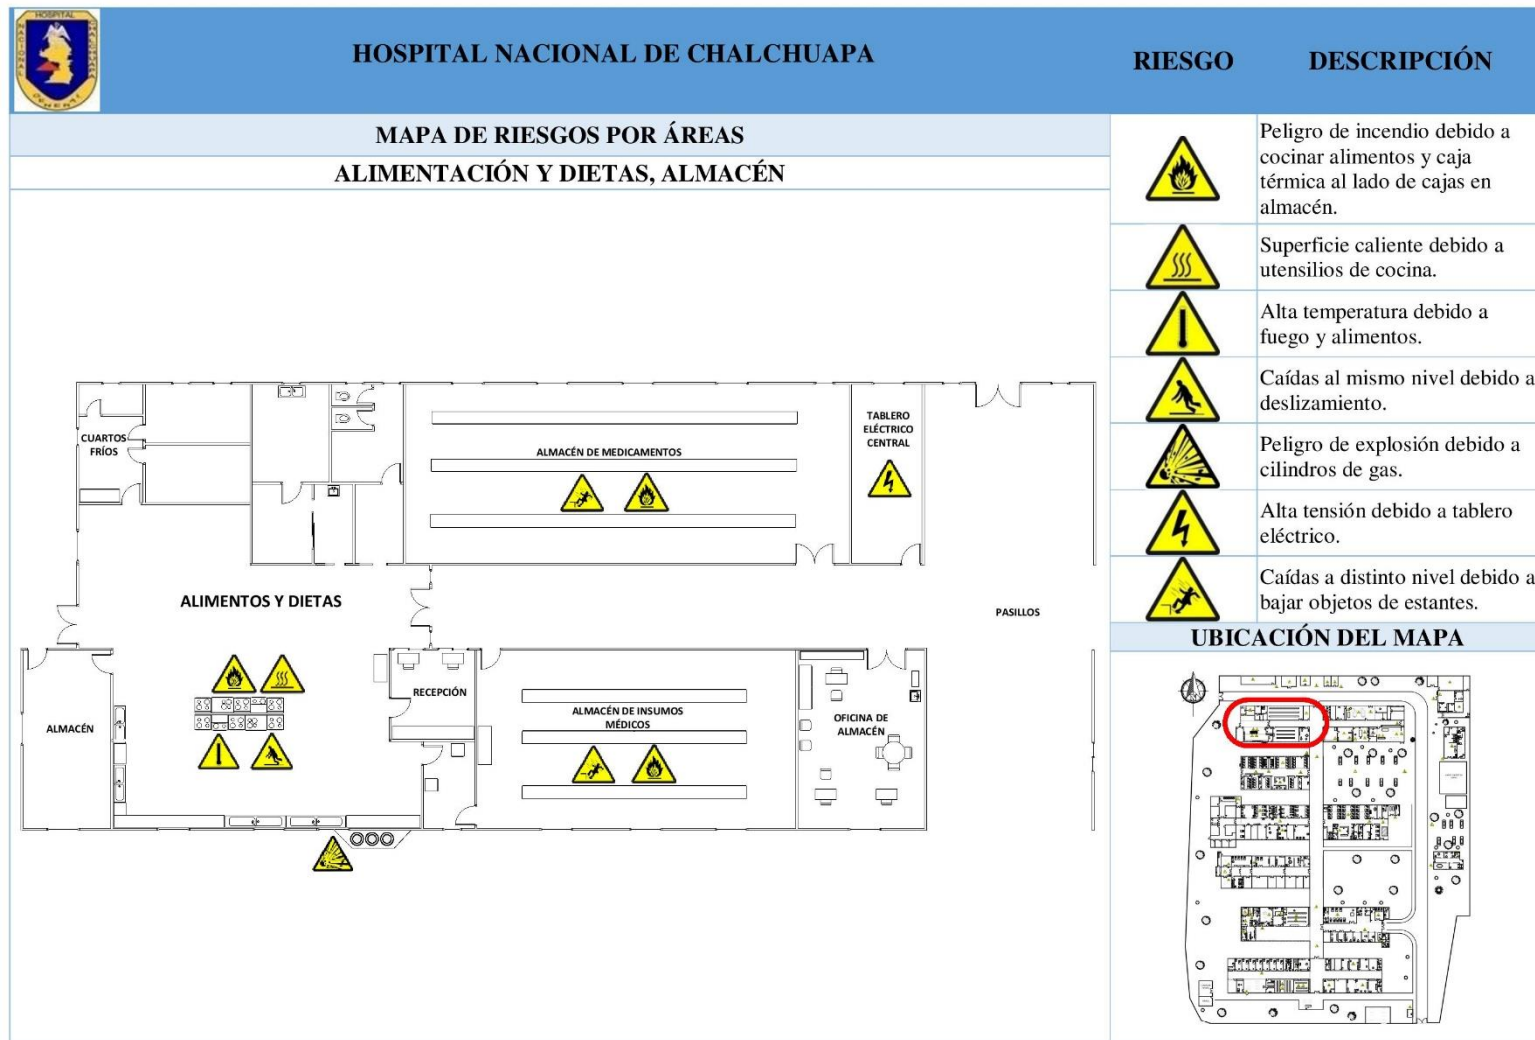 HOSPITAL NACIONAL DE CHALCHUAPA
RIESGO
DESCRIPCIÓN
MAPA DE RIESGOS POR ÁREAS
ALIMENTACIÓN Y DIETAS, ALMACÉN
Peligro de incendio debido a
cocinar alimentos y caja
térmica al lado de cajas en
almacén.
Superficie caliente debido a
utensilios de cocina.
Alta temperatura debido a
fuego y alimentos.
Caídas al mismo nivel debido a
deslizamiento.
Peligro de explosión debido a
cilindros de gas.
Alta tensión debido a tablero
eléctrico.
Caídas a distinto nivel debido a
bajar objetos de estantes.
UBICACIÓN DEL MAPA
CUARTOS
FRÍOS
ALMACÉN DE MEDICAMENTOS
TABLERO
ELÉCTRICO
CENTRAL
ALIMENTOS Y DIETAS
PASILLOS
ALMACÉN
RECEPCIÓN
ALMACÉN DE INSUMOS
MÉDICOS
OFICINA DE
ALMACÉN
HOSPITAL
NACIONAL